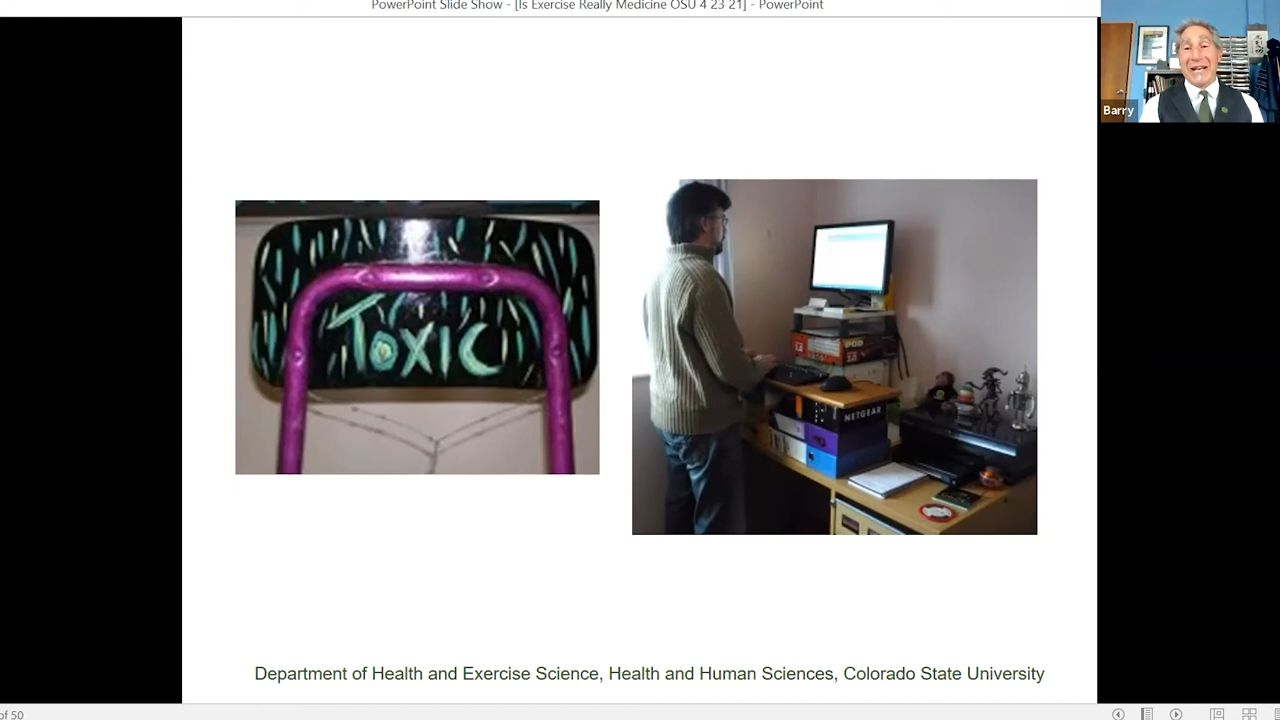 PowerPoint Slide Show - [Is Exercise Really Medicine OSU 4 23 21] - PowerPoint
Barry
Toxic
NETGEAR
Department of Health and Exercise Science, Health and Human Sciences, Colorado State University
of 50